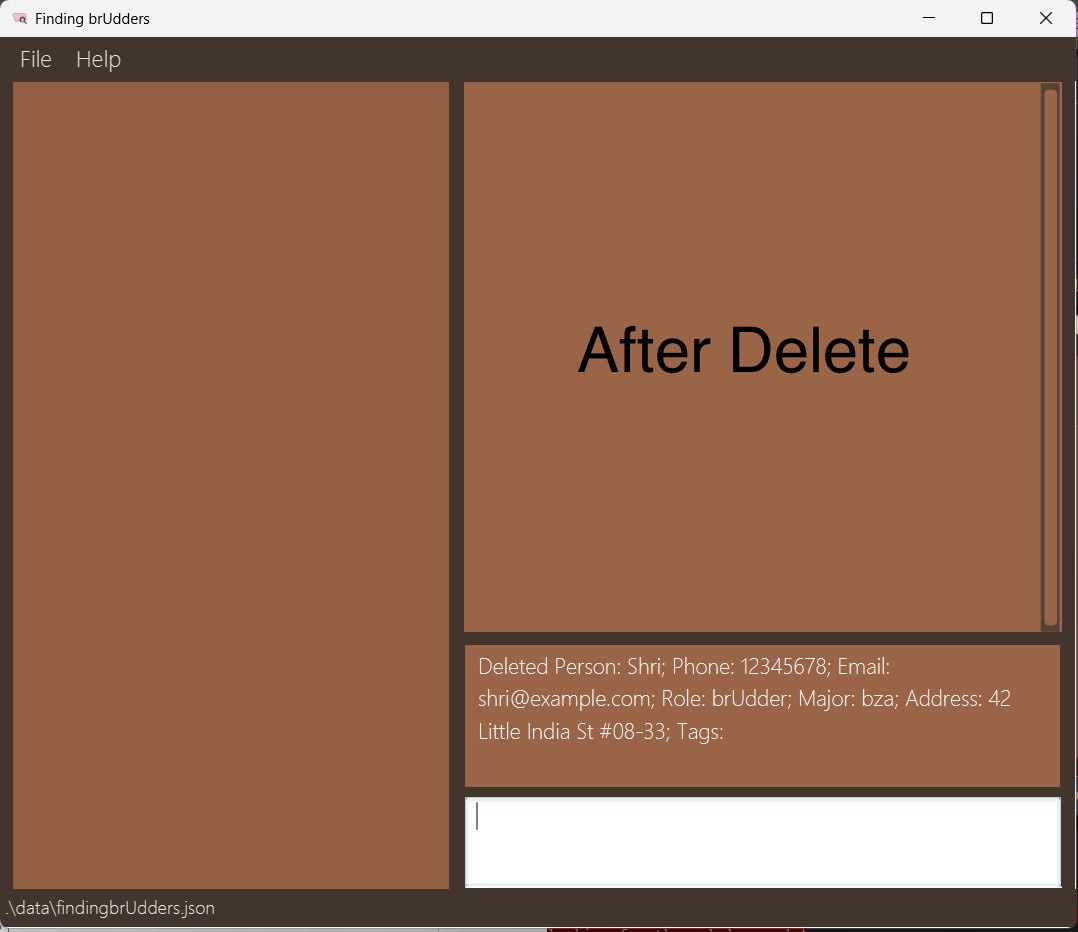 Finding brUdders
File Help
After Delete
Deleted Person: Shri; Phone: 12345678; Email:
shri@example.com; Role: brUdder; Major: bza; Address: 42
Little India St #08-33; Tags:
.\data\findingbrUdders.json